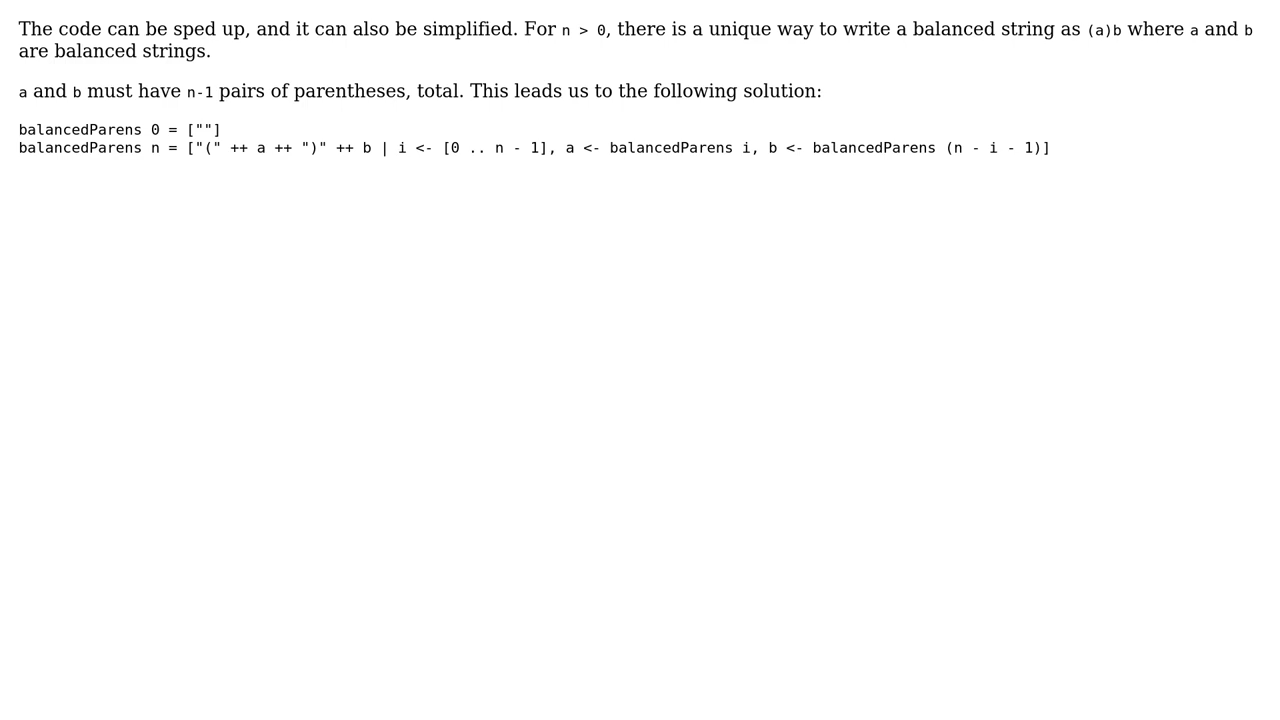 The code can be sped up, and it can also be simplified. For n > 0, there is a unique way to write a balanced string as (a)b where a and b
are balanced strings.
a and b must have n-1 pairs of parentheses, total. This leads us to the following solution:
balancedParens 0 = [""]
balancedParens n = ["(" ++ a ++ ")" ++ b | i <- [0 .. n - 1], a <- balancedParens i, b <- balancedParens (n - i - 1)]